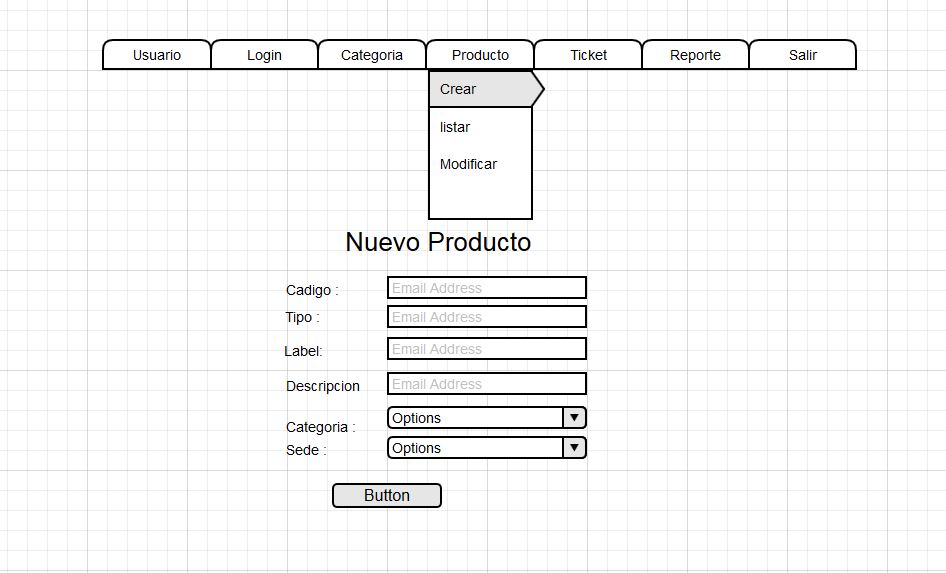 Usuario Login Categoria Producto Ticket Reporte Salir
Crear
listar
Modificar
Nuevo Producto
Cadigo : Email Address
Tipo : Email Address
Label: Email Address
Descripcion Email Address
Categoria : Options
Sede : Options
Button